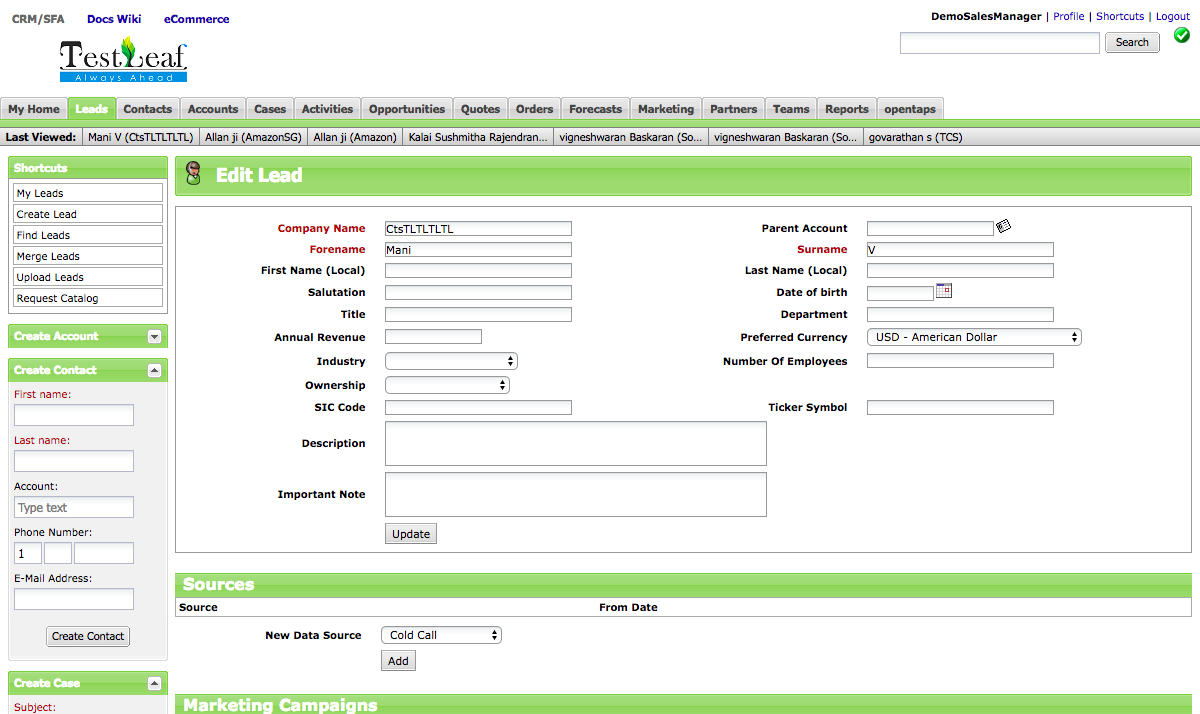 CRM/SFA Docs Wiki eCommerce
DemoSalesManager | Profile | Shortcuts | Logout
TestLeaf
Always Ahead
Search
My Home Leads Contacts Accounts Cases Activities Opportunities Quotes Orders Forecasts Marketing Partners Teams Reports opentaps
Last Viewed: Mani V (CtsTLTLTLTL) Allan ji (AmazonSG) Allan ji (Amazon) Kalai Sushmitha Rajendran... vigneshwaran Baskaran (So... vigneshwaran Baskaran (So... govarathan s (TCS)
Shortcuts
My Leads
Create Lead
Find Leads
Merge Leads
Upload Leads
Request Catalog
Create Account
Create Contact
First name:
Last name:
Account:
Type text
Phone Number:
1
E-Mail Address:
Create Contact
Create Case
Subject:
Edit Lead
Company Name CtsTLTLTLTL Parent Account
Forename Mani Surname V
First Name (Local) Last Name (Local)
Salutation Date of birth
Title Department
Annual Revenue Preferred Currency USD - American Dollar
Industry Number Of Employees
Ownership
SIC Code Ticker Symbol
Description
Important Note
Update
Sources
Source From Date
New Data Source Cold Call
Add
Marketing Campaigns